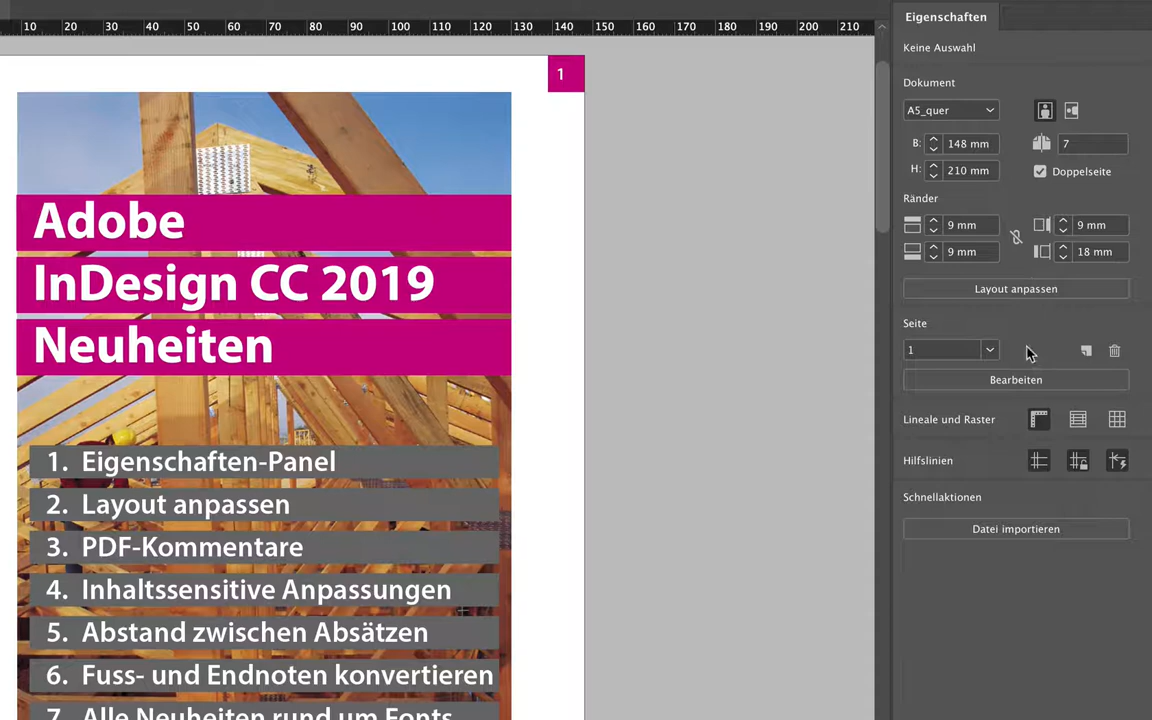 10 20 30 40 50 60 70 80 90 100 110 120 130 140 150 160 170 180 190 200 210
Eigenschaften
Keine Auswahl
Dokument
A5_quer
B: 148 mm 7
H: 210 mm Doppelseite
Ränder
9 mm 9 mm
9 mm 18 mm
Layout anpassen
Seite
1
Bearbeiten
Lineale und Raster
Hilfslinien
Schnellaktionen
Datei importieren
1
Adobe
InDesign CC 2019
Neuheiten
1. Eigenschaften-Panel
2. Layout anpassen
3. PDF-Kommentare
4. Inhaltssensitive Anpassungen
5. Abstand zwischen Absätzen
6. Fuss- und Endnoten konvertieren
7. Alle Neuheiten rund um Fonts